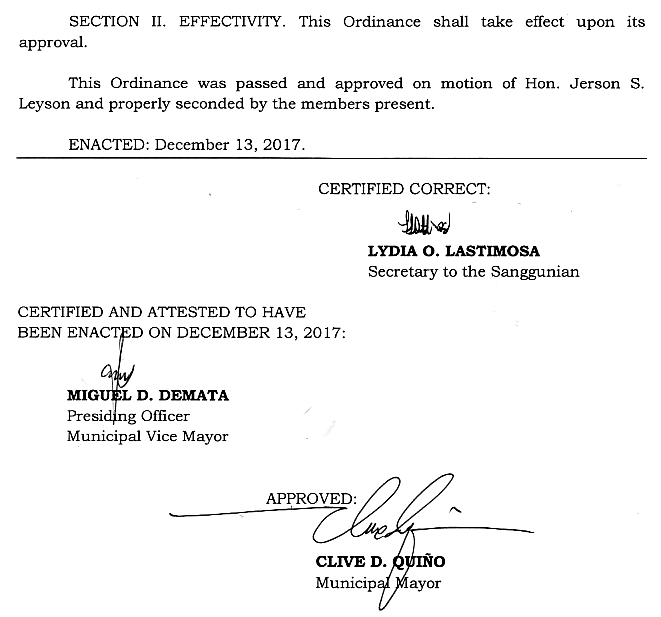 SECTION II. EFFECTIVITY. This Ordinance shall take effect upon its
approval.
This Ordinance was passed and approved on motion of Hon. Jerson S.
Leyson and properly seconded by the members present.
ENACTED: December 13, 2017.
CERTIFIED CORRECT:
LYDIA O. LASTIMOSA
Secretary to the Sanggunian
CERTIFIED AND ATTESTED TO HAVE
BEEN ENACTED ON DECEMBER 13, 2017:
MIGUEL D. DEMATA
Presiding Officer
Municipal Vice Mayor
APPROVED:
CLIVE D. QUIÑO
Municipal Mayor